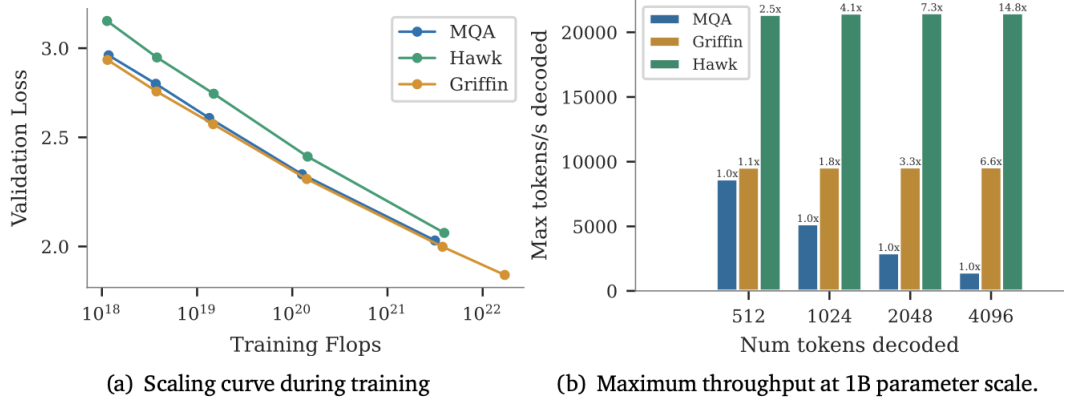 3.0
2.5
2.0
Validation Loss
MQA
Hawk
Griffin
10^18
10^19
10^20
10^21
10^22
Training Flops
(a) Scaling curve during training
20000
15000
10000
5000
0
Max tokens/s decoded
MQA
Griffin
Hawk
1.0x
1.1x
2.5x
1.0x
1.8x
4.1x
1.0x
3.3x
7.3x
1.0x
6.6x
14.8x
512
1024
2048
4096
Num tokens decoded
(b) Maximum throughput at 1B parameter scale.